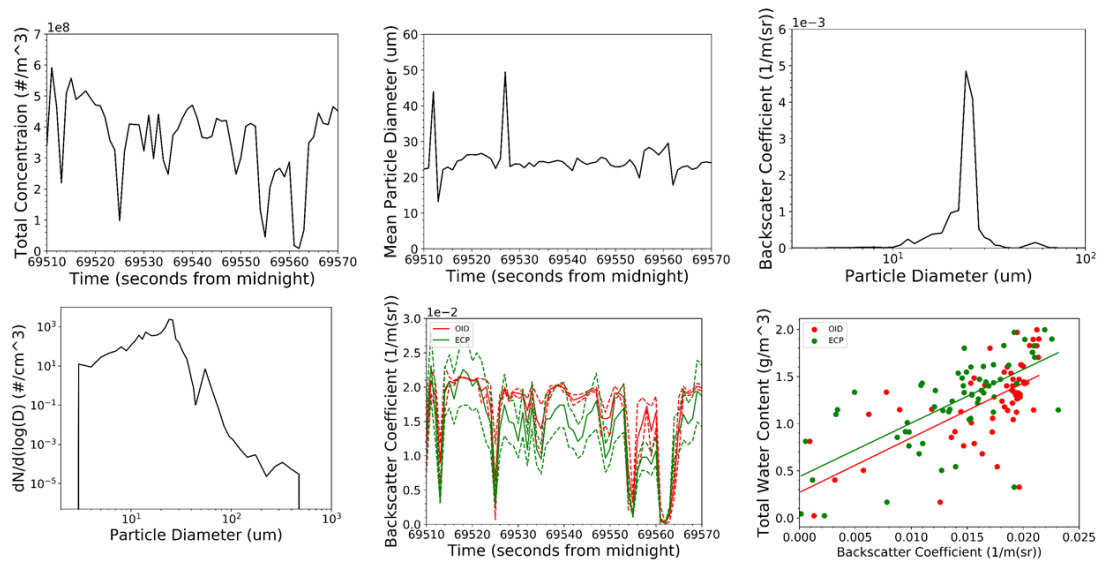 1e8
Total Concentraion (#/m^3)
7
6
5
4
3
2
1
0
69510 69520 69530 69540 69550 69560 69570
Time (seconds from midnight)
Mean Particle Diameter (um)
60
50
40
30
20
10
0
69510 69520 69530 69540 69550 69560 69570
Time (seconds from midnight)
1e−3
Backscater Coefficient (1/m(sr))
6
5
4
3
2
1
0
10^1 10^2
Particle Diameter (um)
dN/d(log(D) (#/cm^3)
10^3
10^1
10^−1
10^−3
10^−5
10^1 10^2 10^3
Particle Diameter (um)
1e−2
Backscatter Coefficient (1/m(sr))
3.0
2.5
2.0
1.5
1.0
0.5
0.0
OID
ECP
69510 69520 69530 69540 69550 69560 69570
Time (seconds from midnight)
Total Water Content (g/m^3)
2.0
1.5
1.0
0.5
0.0
OID
ECP
0.000 0.005 0.010 0.015 0.020 0.025
Backscatter Coefficient (1/m(sr))